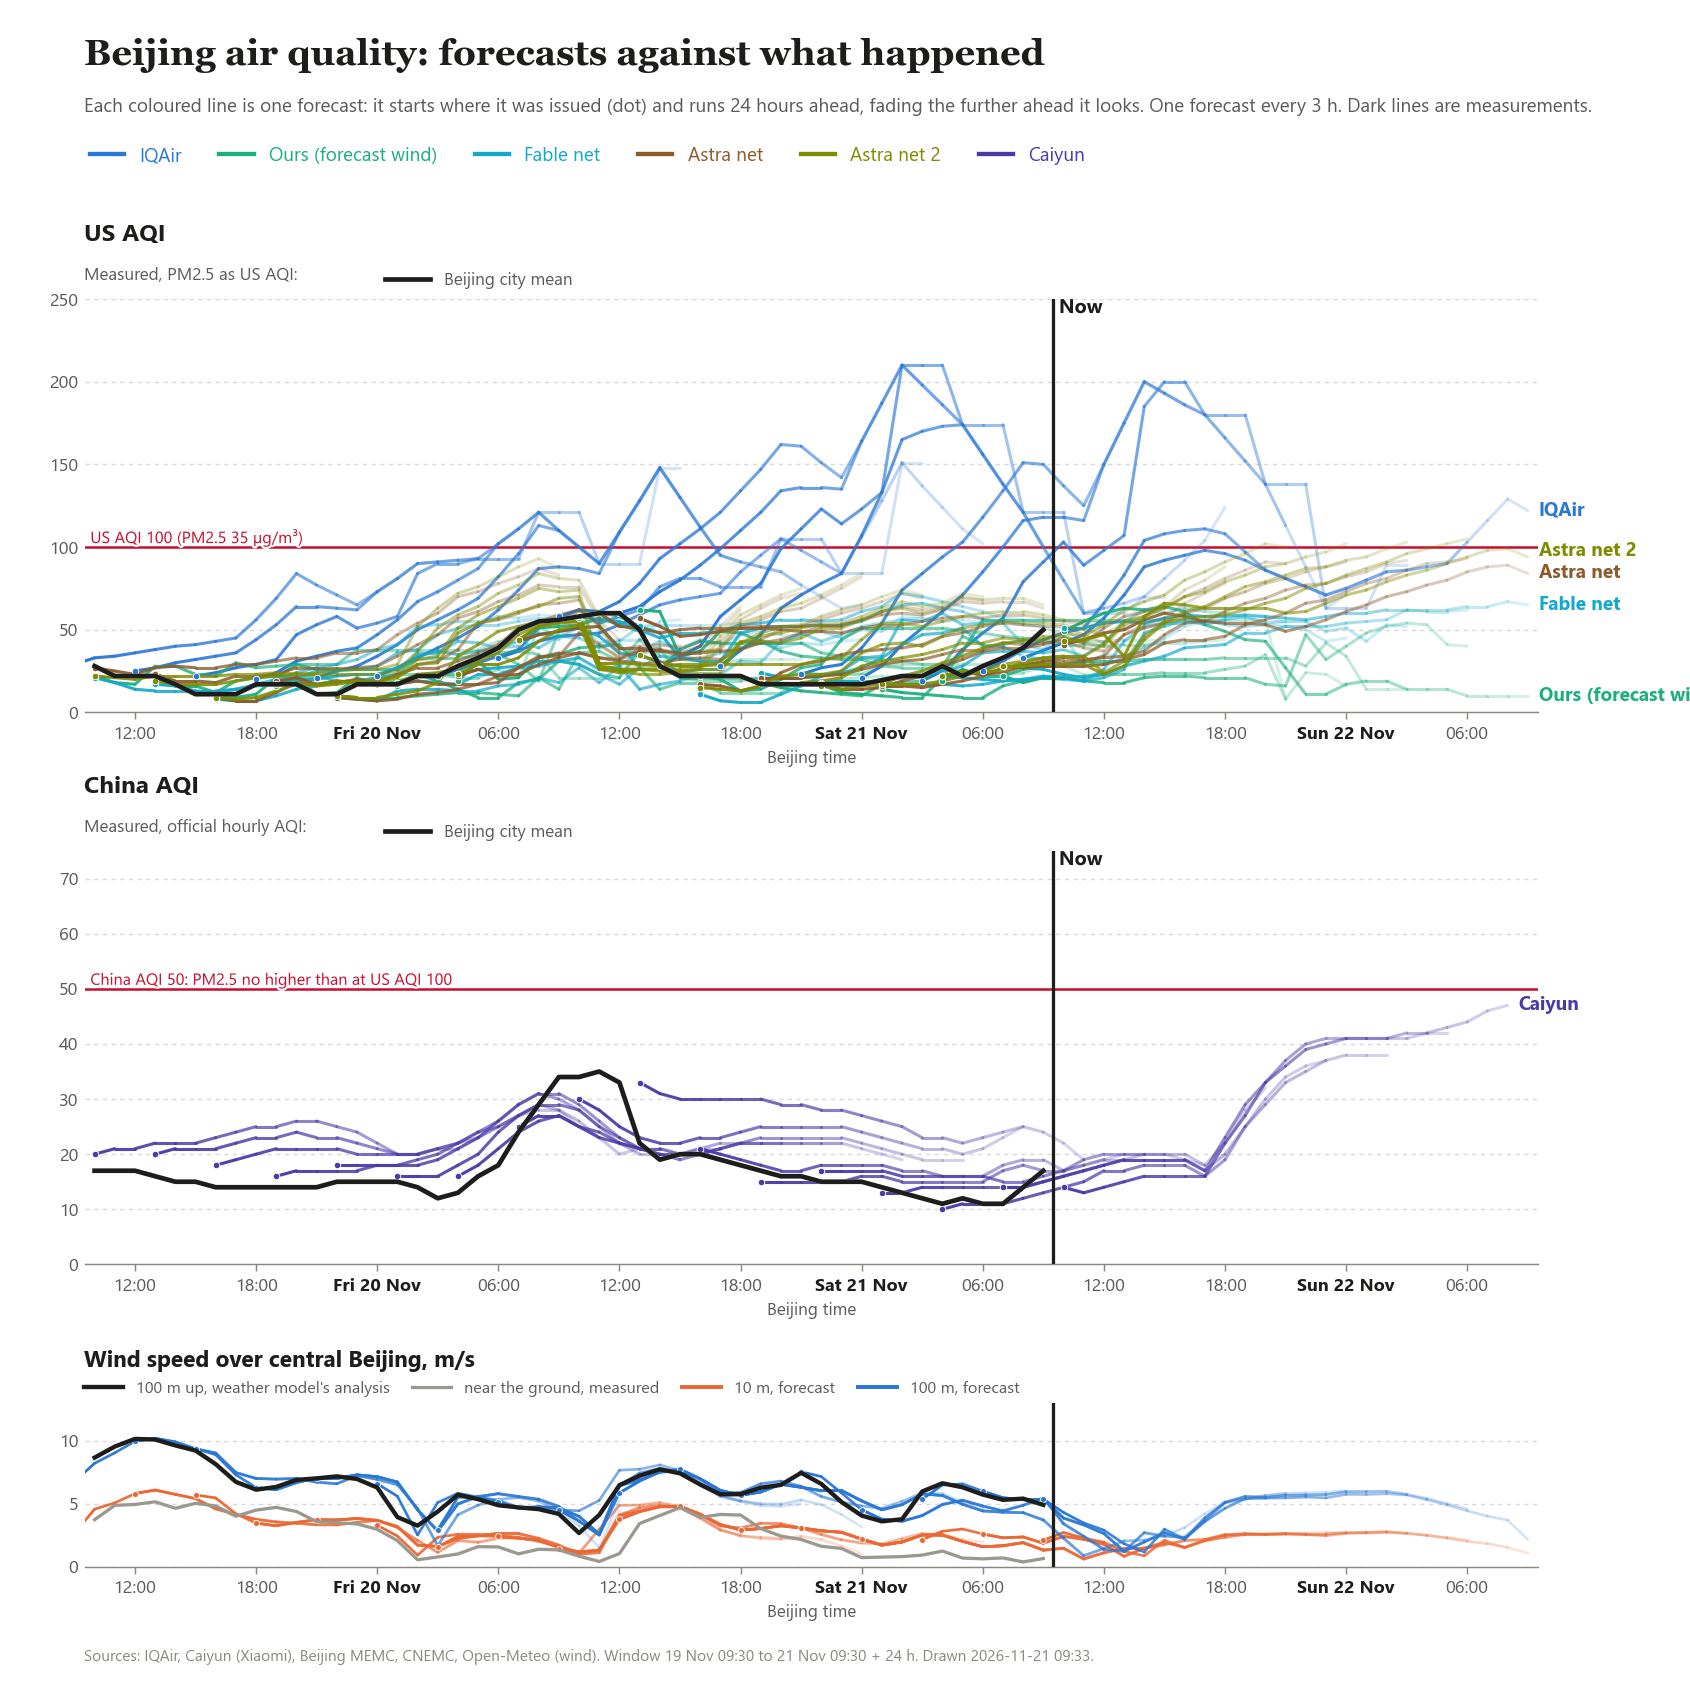 Beijing air quality: forecasts against what happened
Each coloured line is one forecast: it starts where it was issued (dot) and runs 24 hours ahead, fading the further ahead it looks. One forecast every 3 h. Dark lines are measurements.
IQAir Ours (forecast wind) Fable net Astra net Astra net 2 Caiyun
US AQI
Measured, PM2.5 as US AQI: Beijing city mean
250
Now
200
150
US AQI 100 (PM2.5 35 µg/m³)
100
50
0
IQAir
Astra net 2
Astra net
Fable net
Ours (forecast wi
12:00 18:00 Fri 20 Nov 06:00 12:00 18:00 Sat 21 Nov 06:00 12:00 18:00 Sun 22 Nov 06:00
Beijing time
China AQI
Measured, official hourly AQI: Beijing city mean
Now
70
60
China AQI 50: PM2.5 no higher than at US AQI 100
50
Caiyun
40
30
20
10
0
12:00 18:00 Fri 20 Nov 06:00 12:00 18:00 Sat 21 Nov 06:00 12:00 18:00 Sun 22 Nov 06:00
Beijing time
Wind speed over central Beijing, m/s
100 m up, weather model's analysis near the ground, measured 10 m, forecast 100 m, forecast
10
5
0
12:00 18:00 Fri 20 Nov 06:00 12:00 18:00 Sat 21 Nov 06:00 12:00 18:00 Sun 22 Nov 06:00
Beijing time
Sources: IQAir, Caiyun (Xiaomi), Beijing MEMC, CNEMC, Open-Meteo (wind). Window 19 Nov 09:30 to 21 Nov 09:30 + 24 h. Drawn 2026-11-21 09:33.